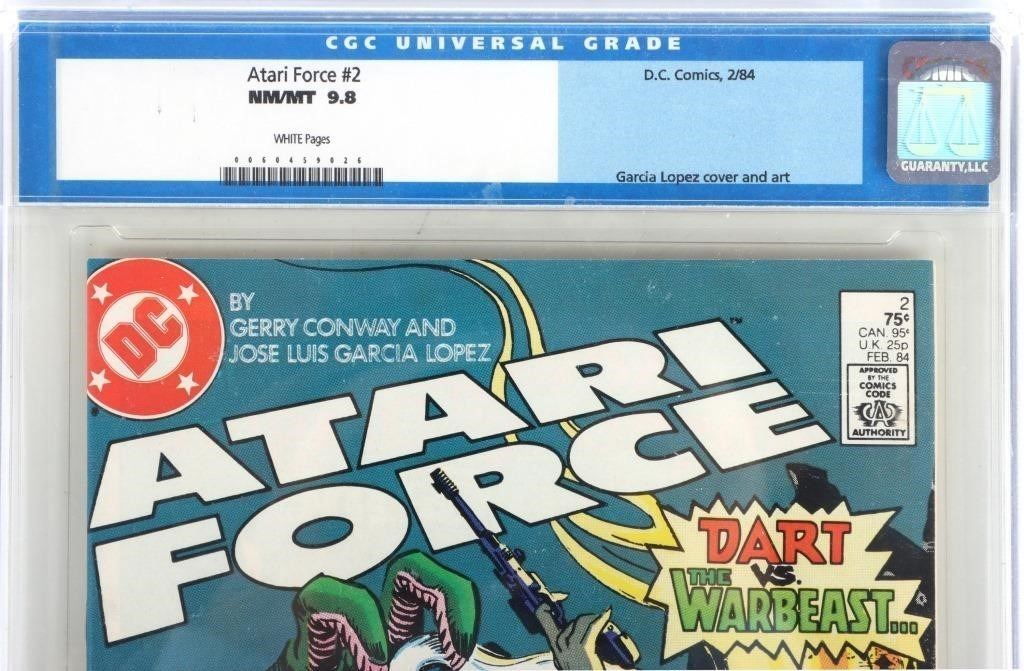 CGC UNIVERSAL GRADE
Atari Force #2
NM/MT 9.8
WHITE Pages
0060459026
D.C. Comics, 2/84
Garcia Lopez cover and art
GUARANTY, LLC
DC
BY
GERRY CONWAY AND
JOSE LUIS GARCIA LOPEZ
ATARI
FORCE
TM
2
75¢
CAN. 95¢
U.K. 25p
FEB. 84
APPROVED
BY THE
COMICS
CODE
CA
AUTHORITY
DART
VS.
THE
WARBEAST...